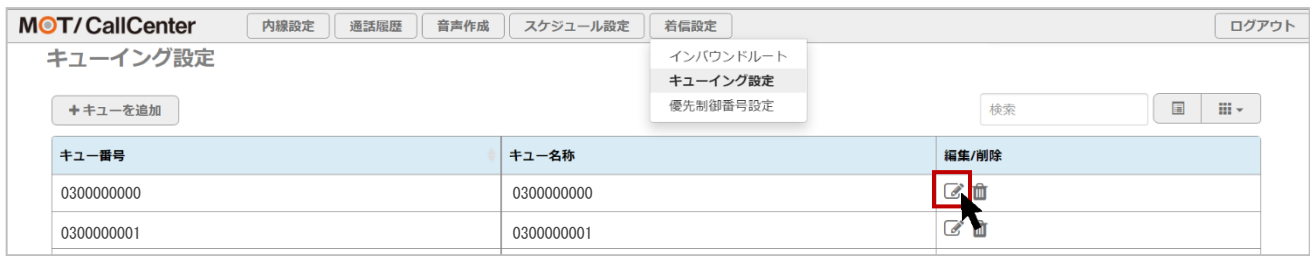 MOT/CallCenter 内線設定 通話履歴 音声作成 スケジュール設定 着信設定 ログアウト
キューイング設定
インバウンドルート
キューイング設定
優先制御番号設定
+キューを追加 検索
キュー番号 キュー名称 編集/削除
0300000000 0300000000
0300000001 0300000001